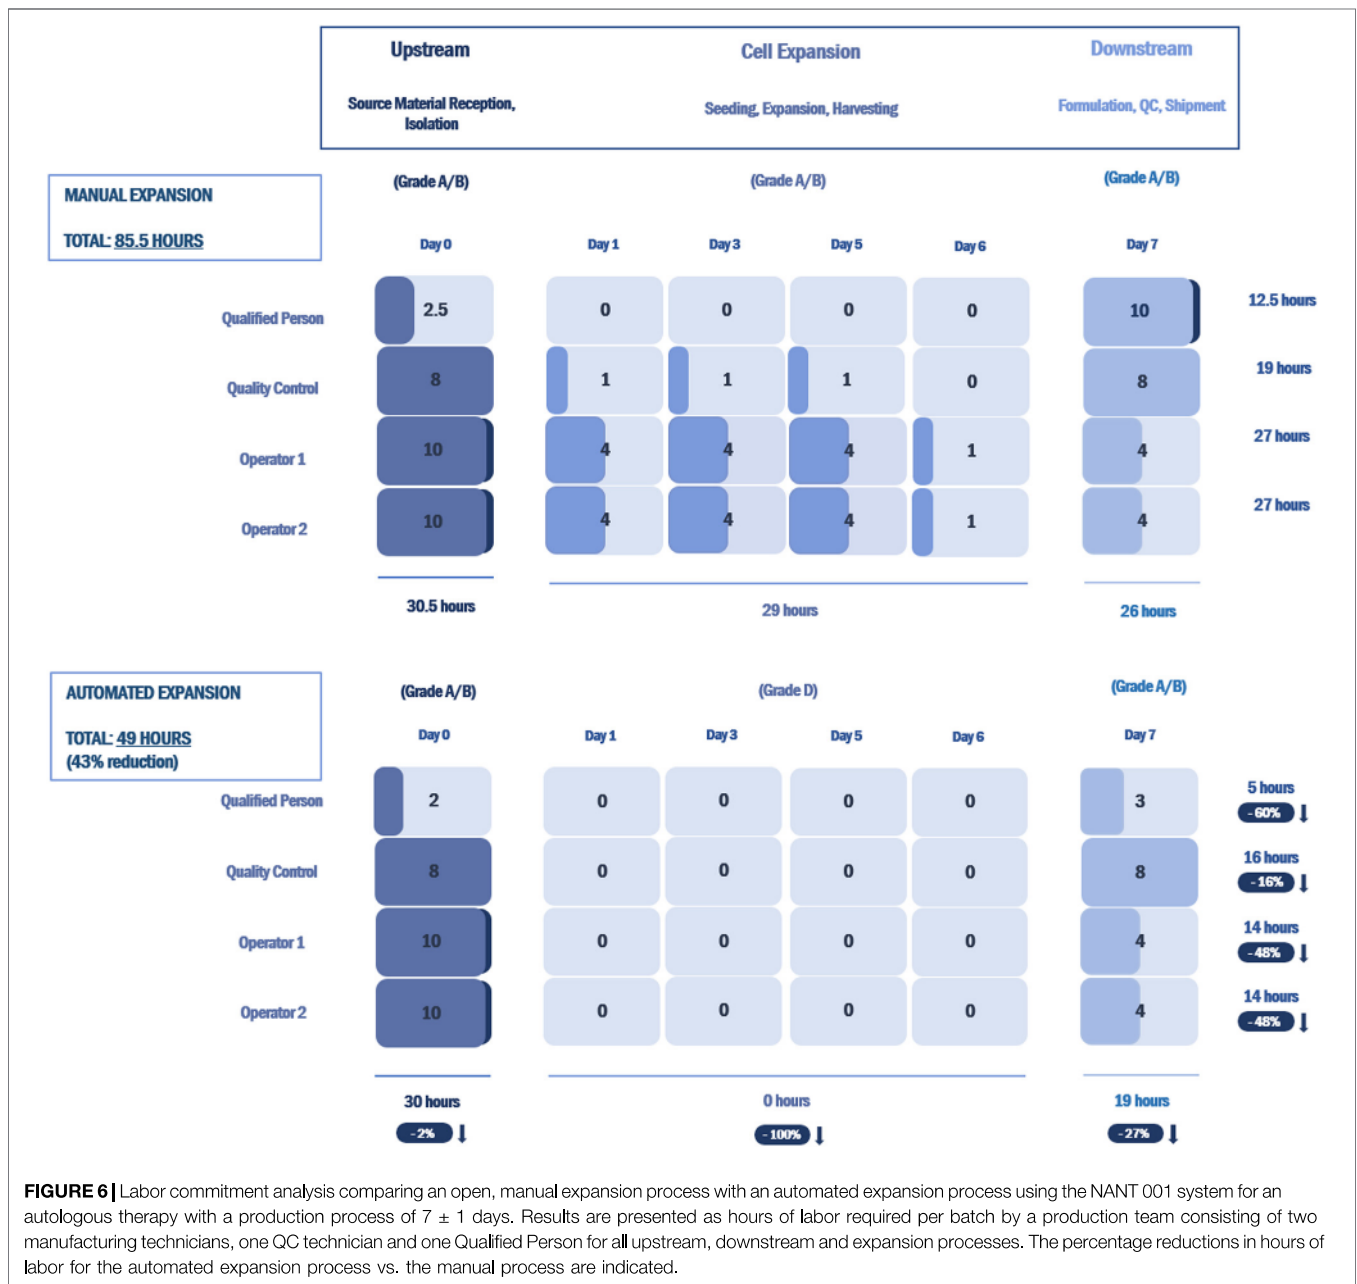 Upstream
Cell Expansion
Downstream
Source Material Reception,
Isolation
Seeding, Expansion, Harvesting
Formulation, QC, Shipment
MANUAL EXPANSION
TOTAL: 85.5 HOURS
(Grade A/B)
(Grade A/B)
(Grade A/B)
Day 0
Day 1
Day 3
Day 5
Day 6
Day 7
Qualified Person
2.5
0
0
0
0
10
12.5 hours
Quality Control
8
1
1
1
0
8
19 hours
Operator 1
10
4
4
4
1
4
27 hours
Operator 2
10
4
4
4
1
4
27 hours
30.5 hours
29 hours
26 hours
AUTOMATED EXPANSION
TOTAL: 49 HOURS
(43% reduction)
(Grade A/B)
(Grade D)
(Grade A/B)
Day 0
Day 1
Day 3
Day 5
Day 6
Day 7
Qualified Person
2
0
0
0
0
3
5 hours
-60%
Quality Control
8
0
0
0
0
8
16 hours
-16%
Operator 1
10
0
0
0
0
4
14 hours
-48%
Operator 2
10
0
0
0
0
4
14 hours
-48%
30 hours
-2%
0 hours
-100%
19 hours
-27%
FIGURE 6 | Labor commitment analysis comparing an open, manual expansion process with an automated expansion process using the NANT 001 system for an
autologous therapy with a production process of 7 ± 1 days. Results are presented as hours of labor required per batch by a production team consisting of two
manufacturing technicians, one QC technician and one Qualified Person for all upstream, downstream and expansion processes. The percentage reductions in hours of
labor for the automated expansion process vs. the manual process are indicated.